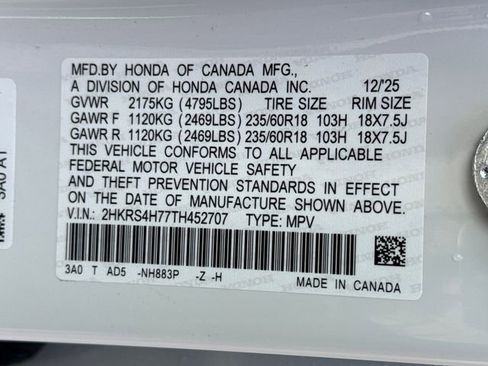 MFD.BY HONDA OF CANADA MFG.,
A DIVISION OF HONDA CANADA INC. 12/25
GVWR 2175KG (4795LBS) TIRE SIZE RIM SIZE
GAWR F 1120KG (2469LBS) 235/60R18 103H 18X7.5J
GAWR R 1120KG (2469LBS) 235/60R18 103H 18X7.5J
THIS VEHICLE CONFORMS TO ALL APPLICABLE
FEDERAL MOTOR VEHICLE SAFETY
AND THEFT PREVENTION STANDARDS IN EFFECT
ON THE DATE OF MANUFACTURE SHOWN ABOVE.
V.I.N.: 2HKRS4H77TH452707 TYPE: MPV
3A0 T AD5 -NH883P -Z -H MADE IN CANADA